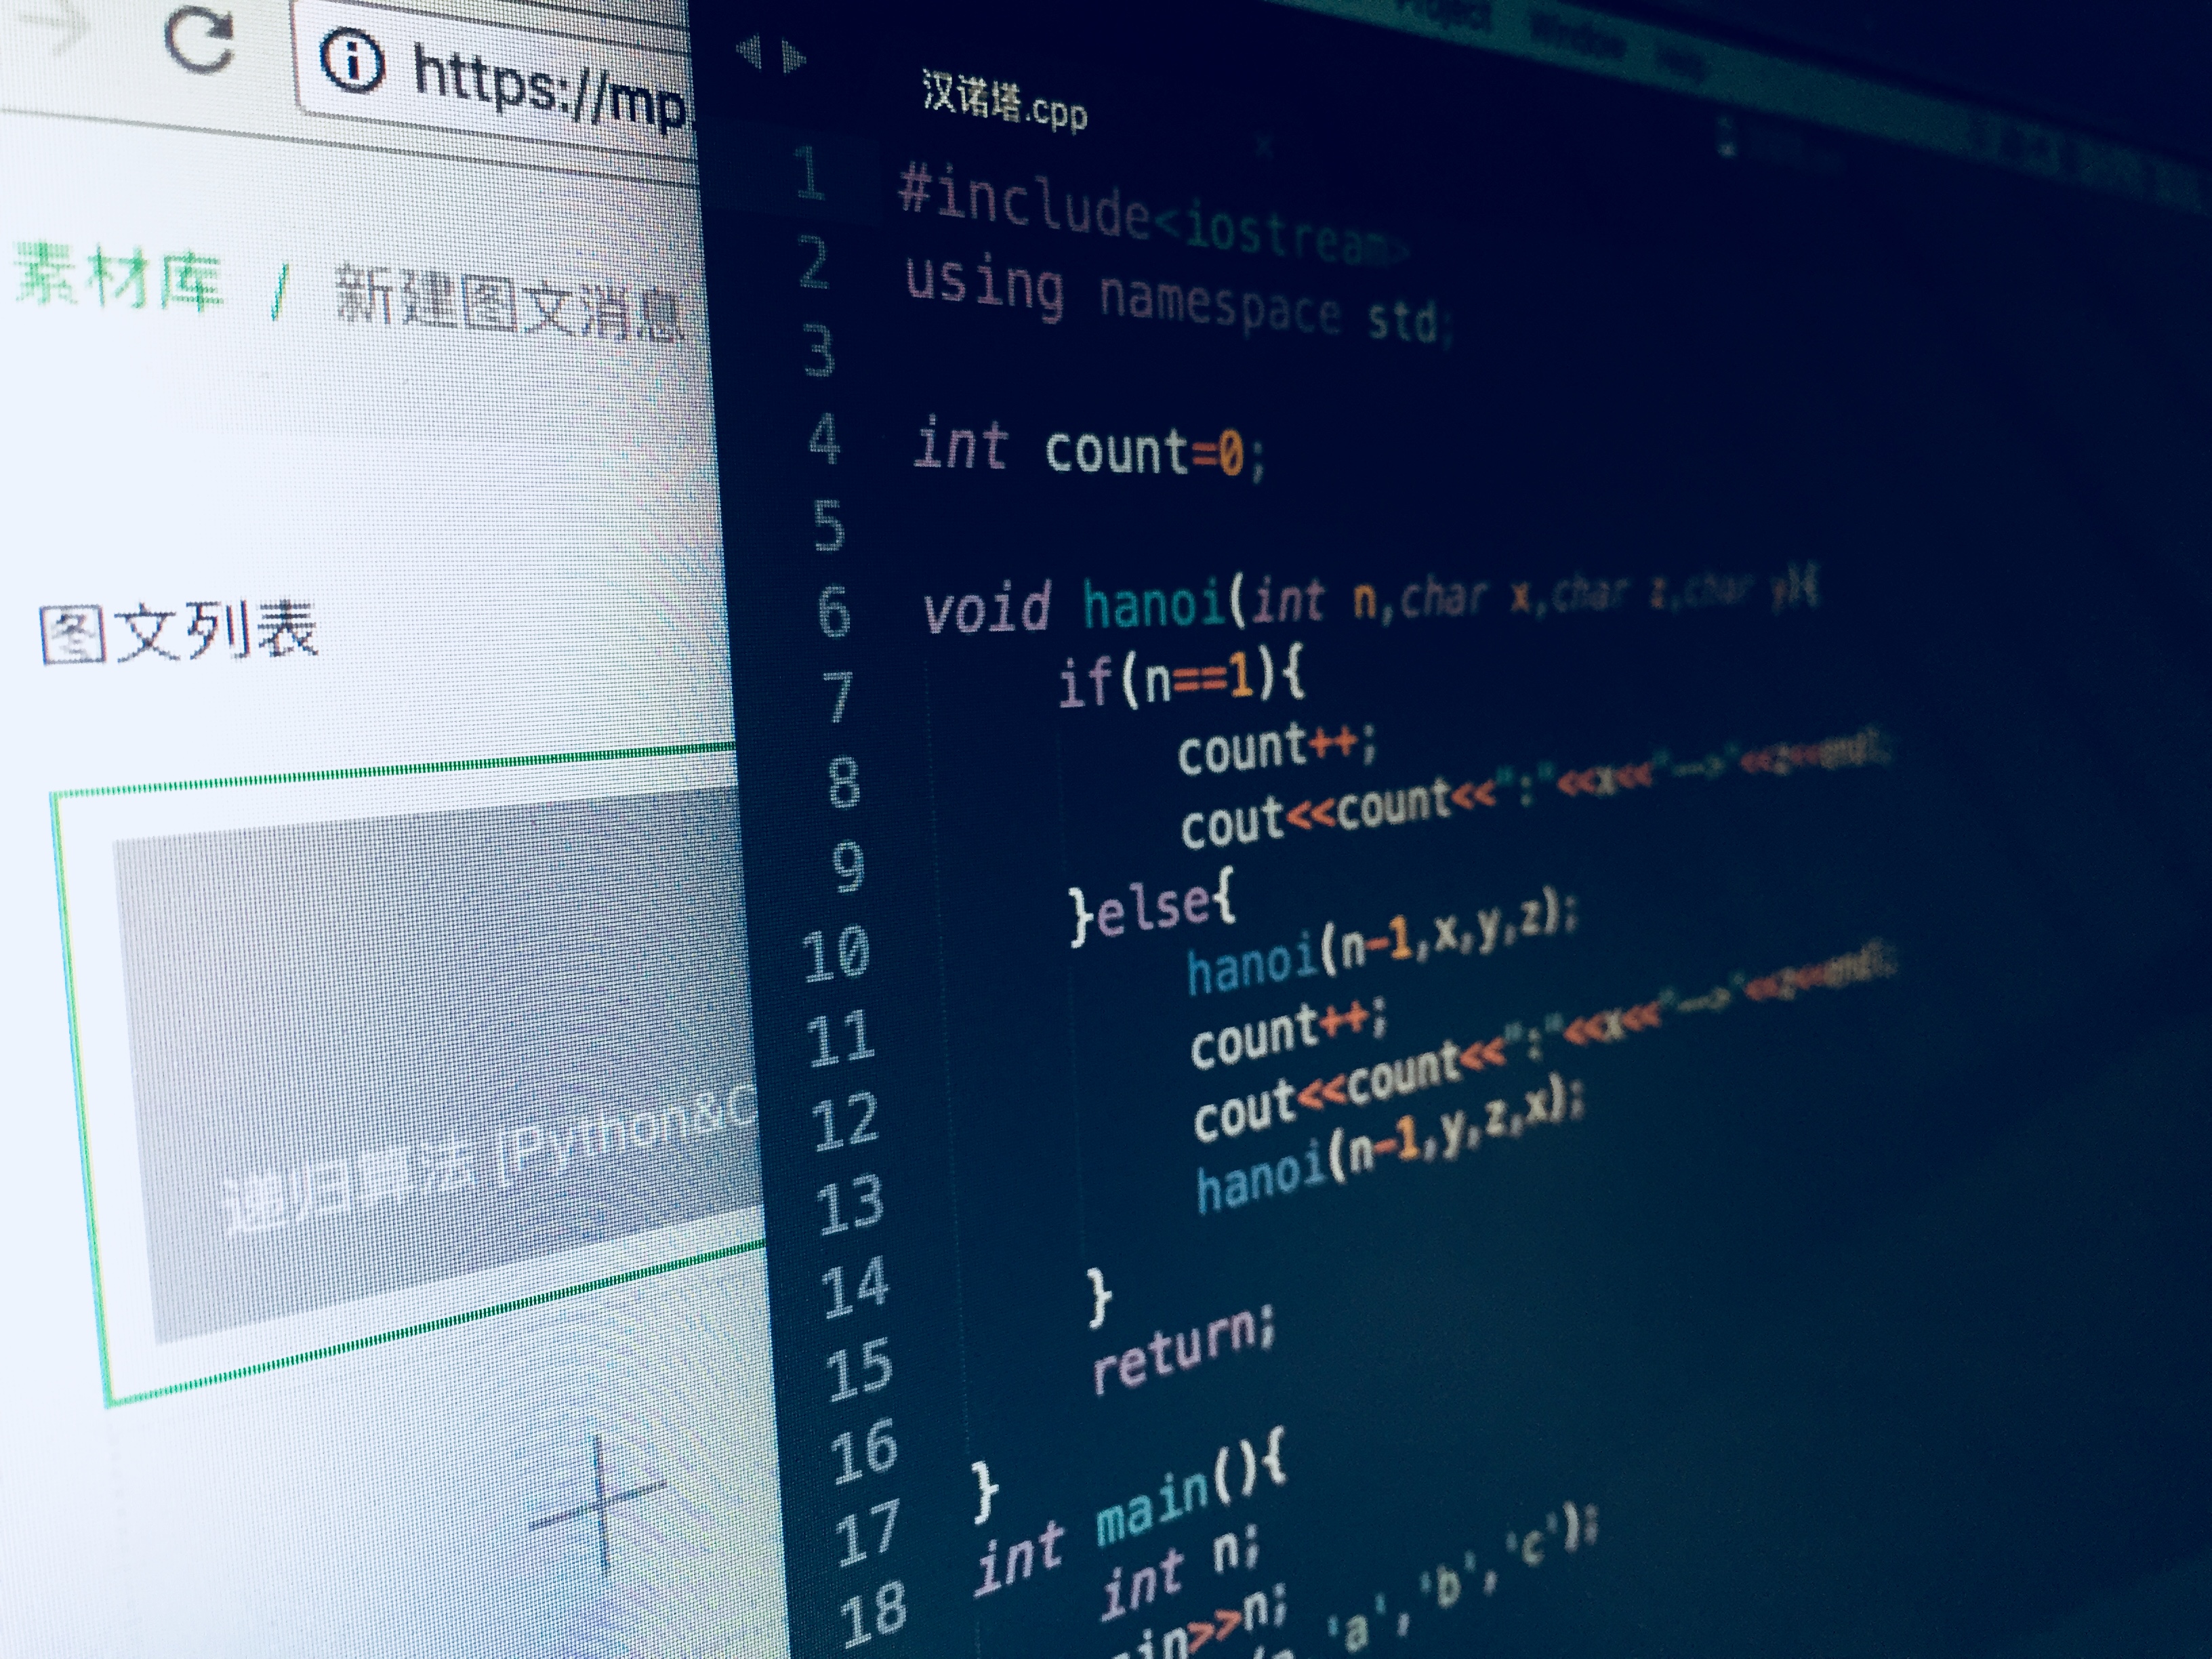 https://mp.
素材库 / 新建图文消息
图文列表
递归算法 [Python&C
Project Window Help
汉诺塔.cpp
1 #include<iostream>
2 using namespace std;
3
4 int count=0;
5
6 void hanoi(int n,char x,char z,char y){
7 if(n==1){
8 count++;
9 cout<<count<<":"<<x<<"-->"<<z<<endl;
10 }else{
11 hanoi(n-1,x,y,z);
12 count++;
13 cout<<count<<":"<<x<<"-->"<<z<<endl;
14 hanoi(n-1,y,z,x);
15
16 }
17 return;
18
}
int main(){
int n;
in>>n;
'a','b','c');